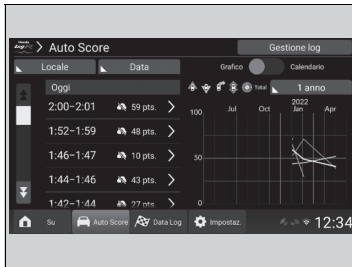 Honda
LogR
Auto Score
Gestione log
Locale
Data
Grafico
Calendario
Oggi
Total
1 anno
2:00-2:01 59 pts.
1:52-1:59 48 pts.
1:46-1:47 10 pts.
1:44-1:46 43 pts.
1:42-1:44 27 pts.
2022
Jul Oct Jan Apr
100
50
0
Su
Auto Score
Data Log
Impostaz.
12:34